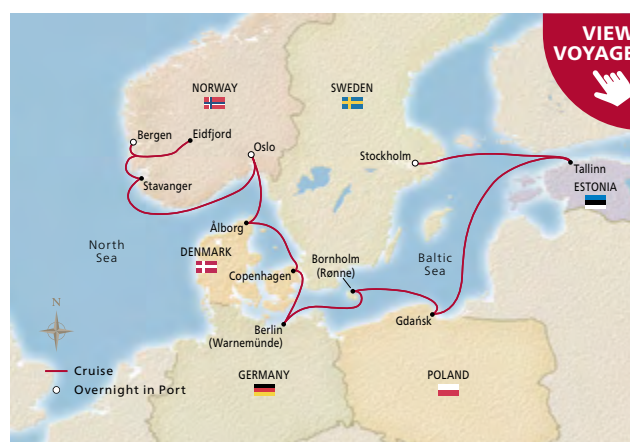 VIEW
VOYAGE
NORWAY
SWEDEN
Bergen
Eidfjord
Oslo
Stockholm
Tallinn
ESTONIA
Stavanger
North
Sea
Ålborg
DENMARK
Copenhagen
Bornholm
(Rønne)
Baltic
Sea
Gdańsk
Berlin
(Warnemünde)
N
Cruise
Overnight in Port
GERMANY
POLAND